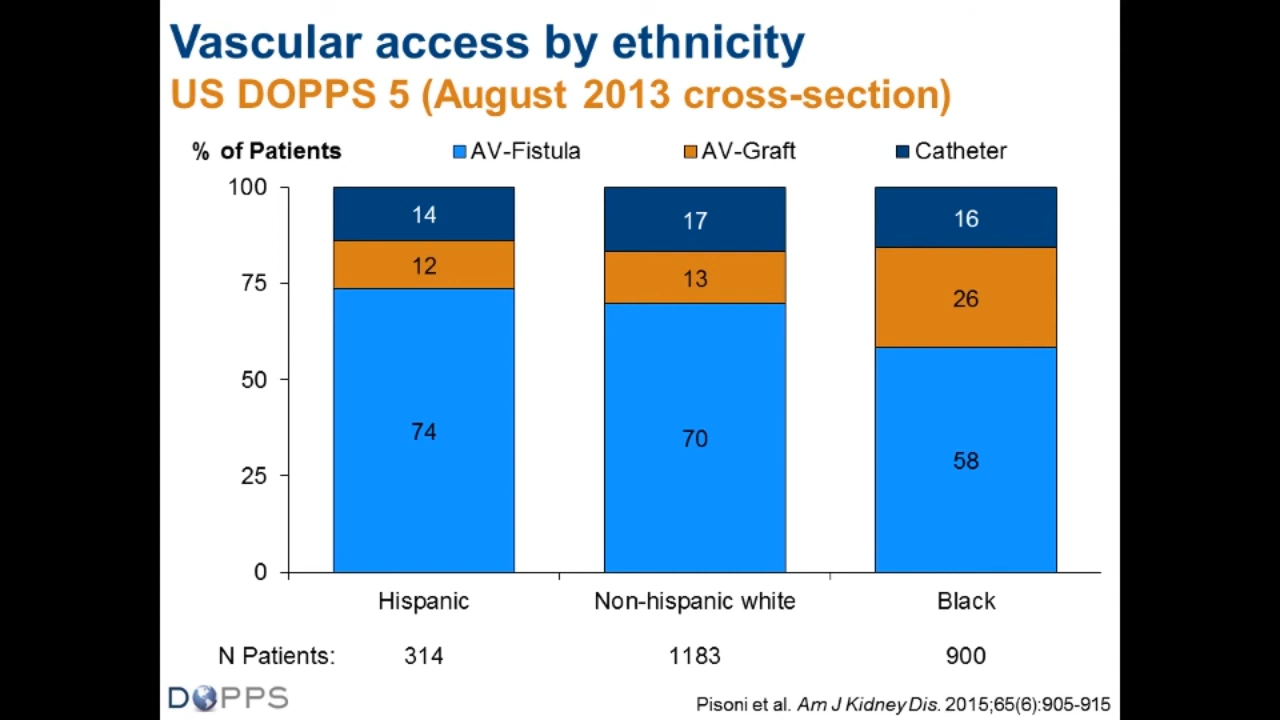 Vascular access by ethnicity
US DOPPS 5 (August 2013 cross-section)
% of Patients AV-Fistula AV-Graft Catheter
100
14 17 16
12 13 26
75
50
74 70 58
25
0
Hispanic Non-hispanic white Black
N Patients: 314 1183 900
DOPPS
Pisoni et al. Am J Kidney Dis. 2015;65(6):905-915